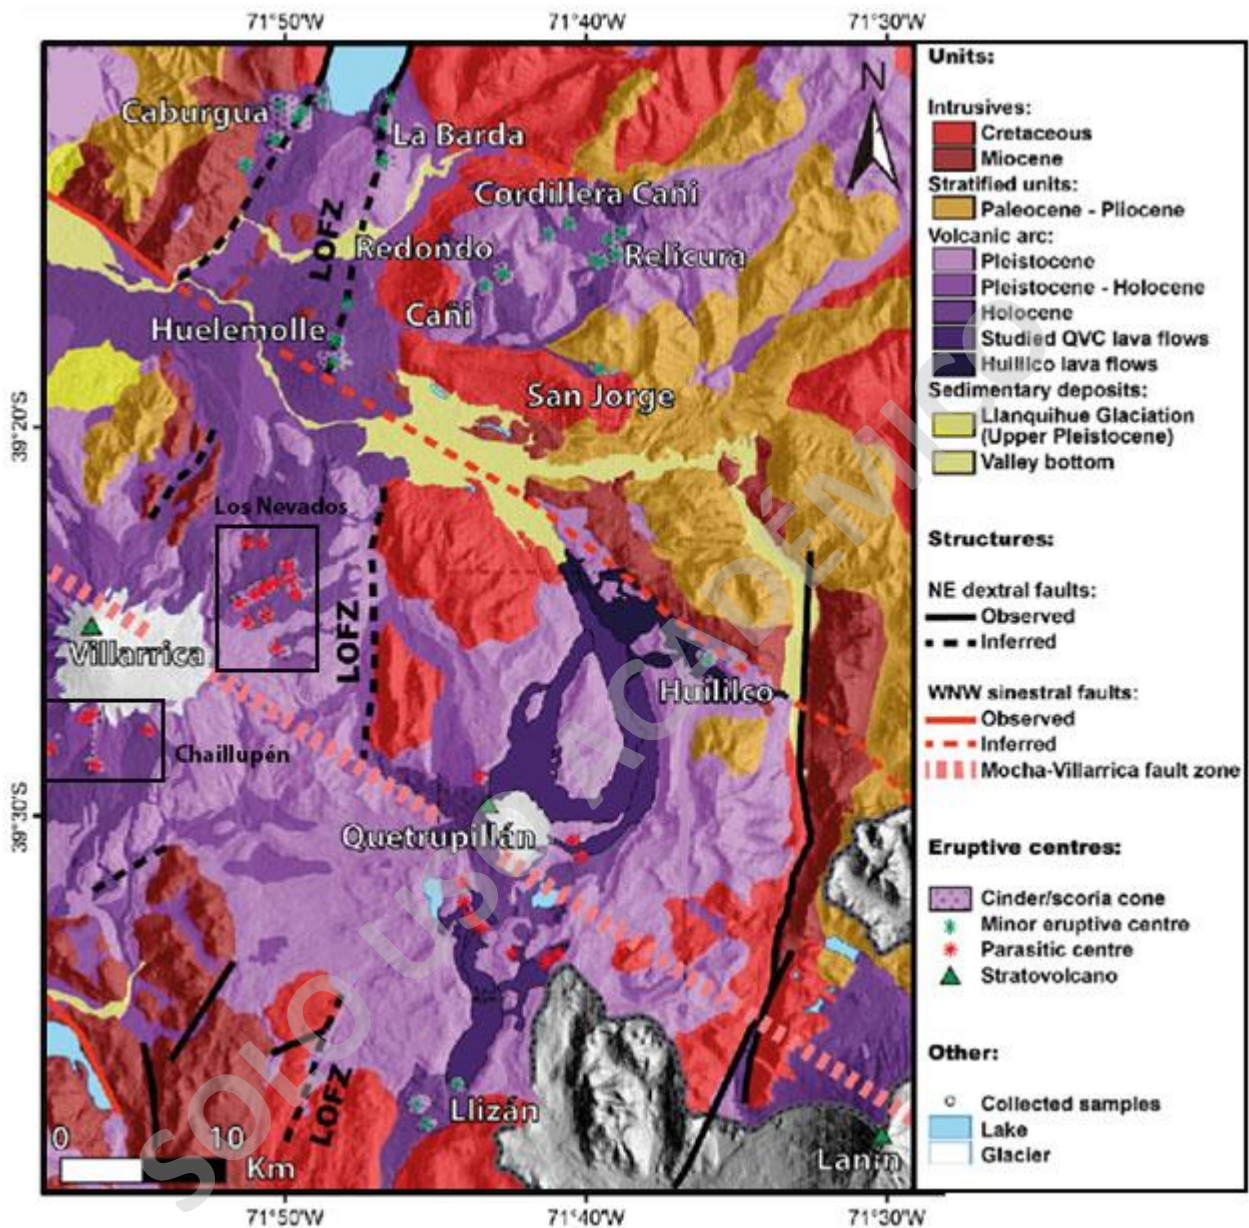 71°50'W
71°40'W
71°30'W
39°20'S
39°30'S
N
Caburgua
La Barda
Cordillera Cañi
LOFZ
Redondo
Relicura
Cañi
Huelemolle
San Jorge
Los Nevados
LOFZ
Villarrica
Huililco
Chaillupén
Quetrupillán
Llizán
LOFZ
Lanín
0 10
Km
71°50'W
71°40'W
71°30'W
Units:
Intrusives:
Cretaceous
Miocene
Stratified units:
Paleocene - Pliocene
Volcanic arc:
Pleistocene
Pleistocene - Holocene
Holocene
Studied QVC lava flows
Huililco lava flows
Sedimentary deposits:
Llanquihue Glaciation
(Upper Pleistocene)
Valley bottom
Structures:
NE dextral faults:
Observed
Inferred
WNW sinestral faults:
Observed
Inferred
Mocha-Villarrica fault zone
Eruptive centres:
Cinder/scoria cone
Minor eruptive centre
Parasitic centre
Stratovolcano
Other:
Collected samples
Lake
Glacier
SOLO USO ACADÉMICO